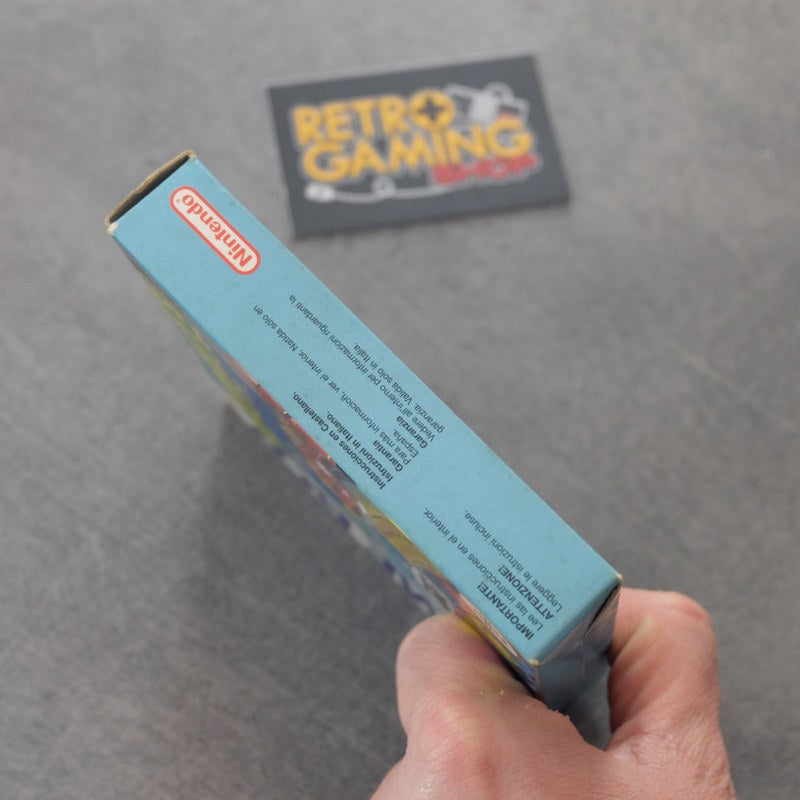 RETRO
GAMING
SHOP
IMPORTANTE!
Lee las instrucciones en el interior.
ATTENZIONE!
Leggere le istruzioni incluse.
Instrucciones en Castellano.
Istruzioni in Italiano.
Garantía
Para más información, ver el interior. Válida sólo en
España.
Garanzia
Vedere all'interno per informazioni riguardanti la
garanzia. Valida solo in Italia.
Nintendo®